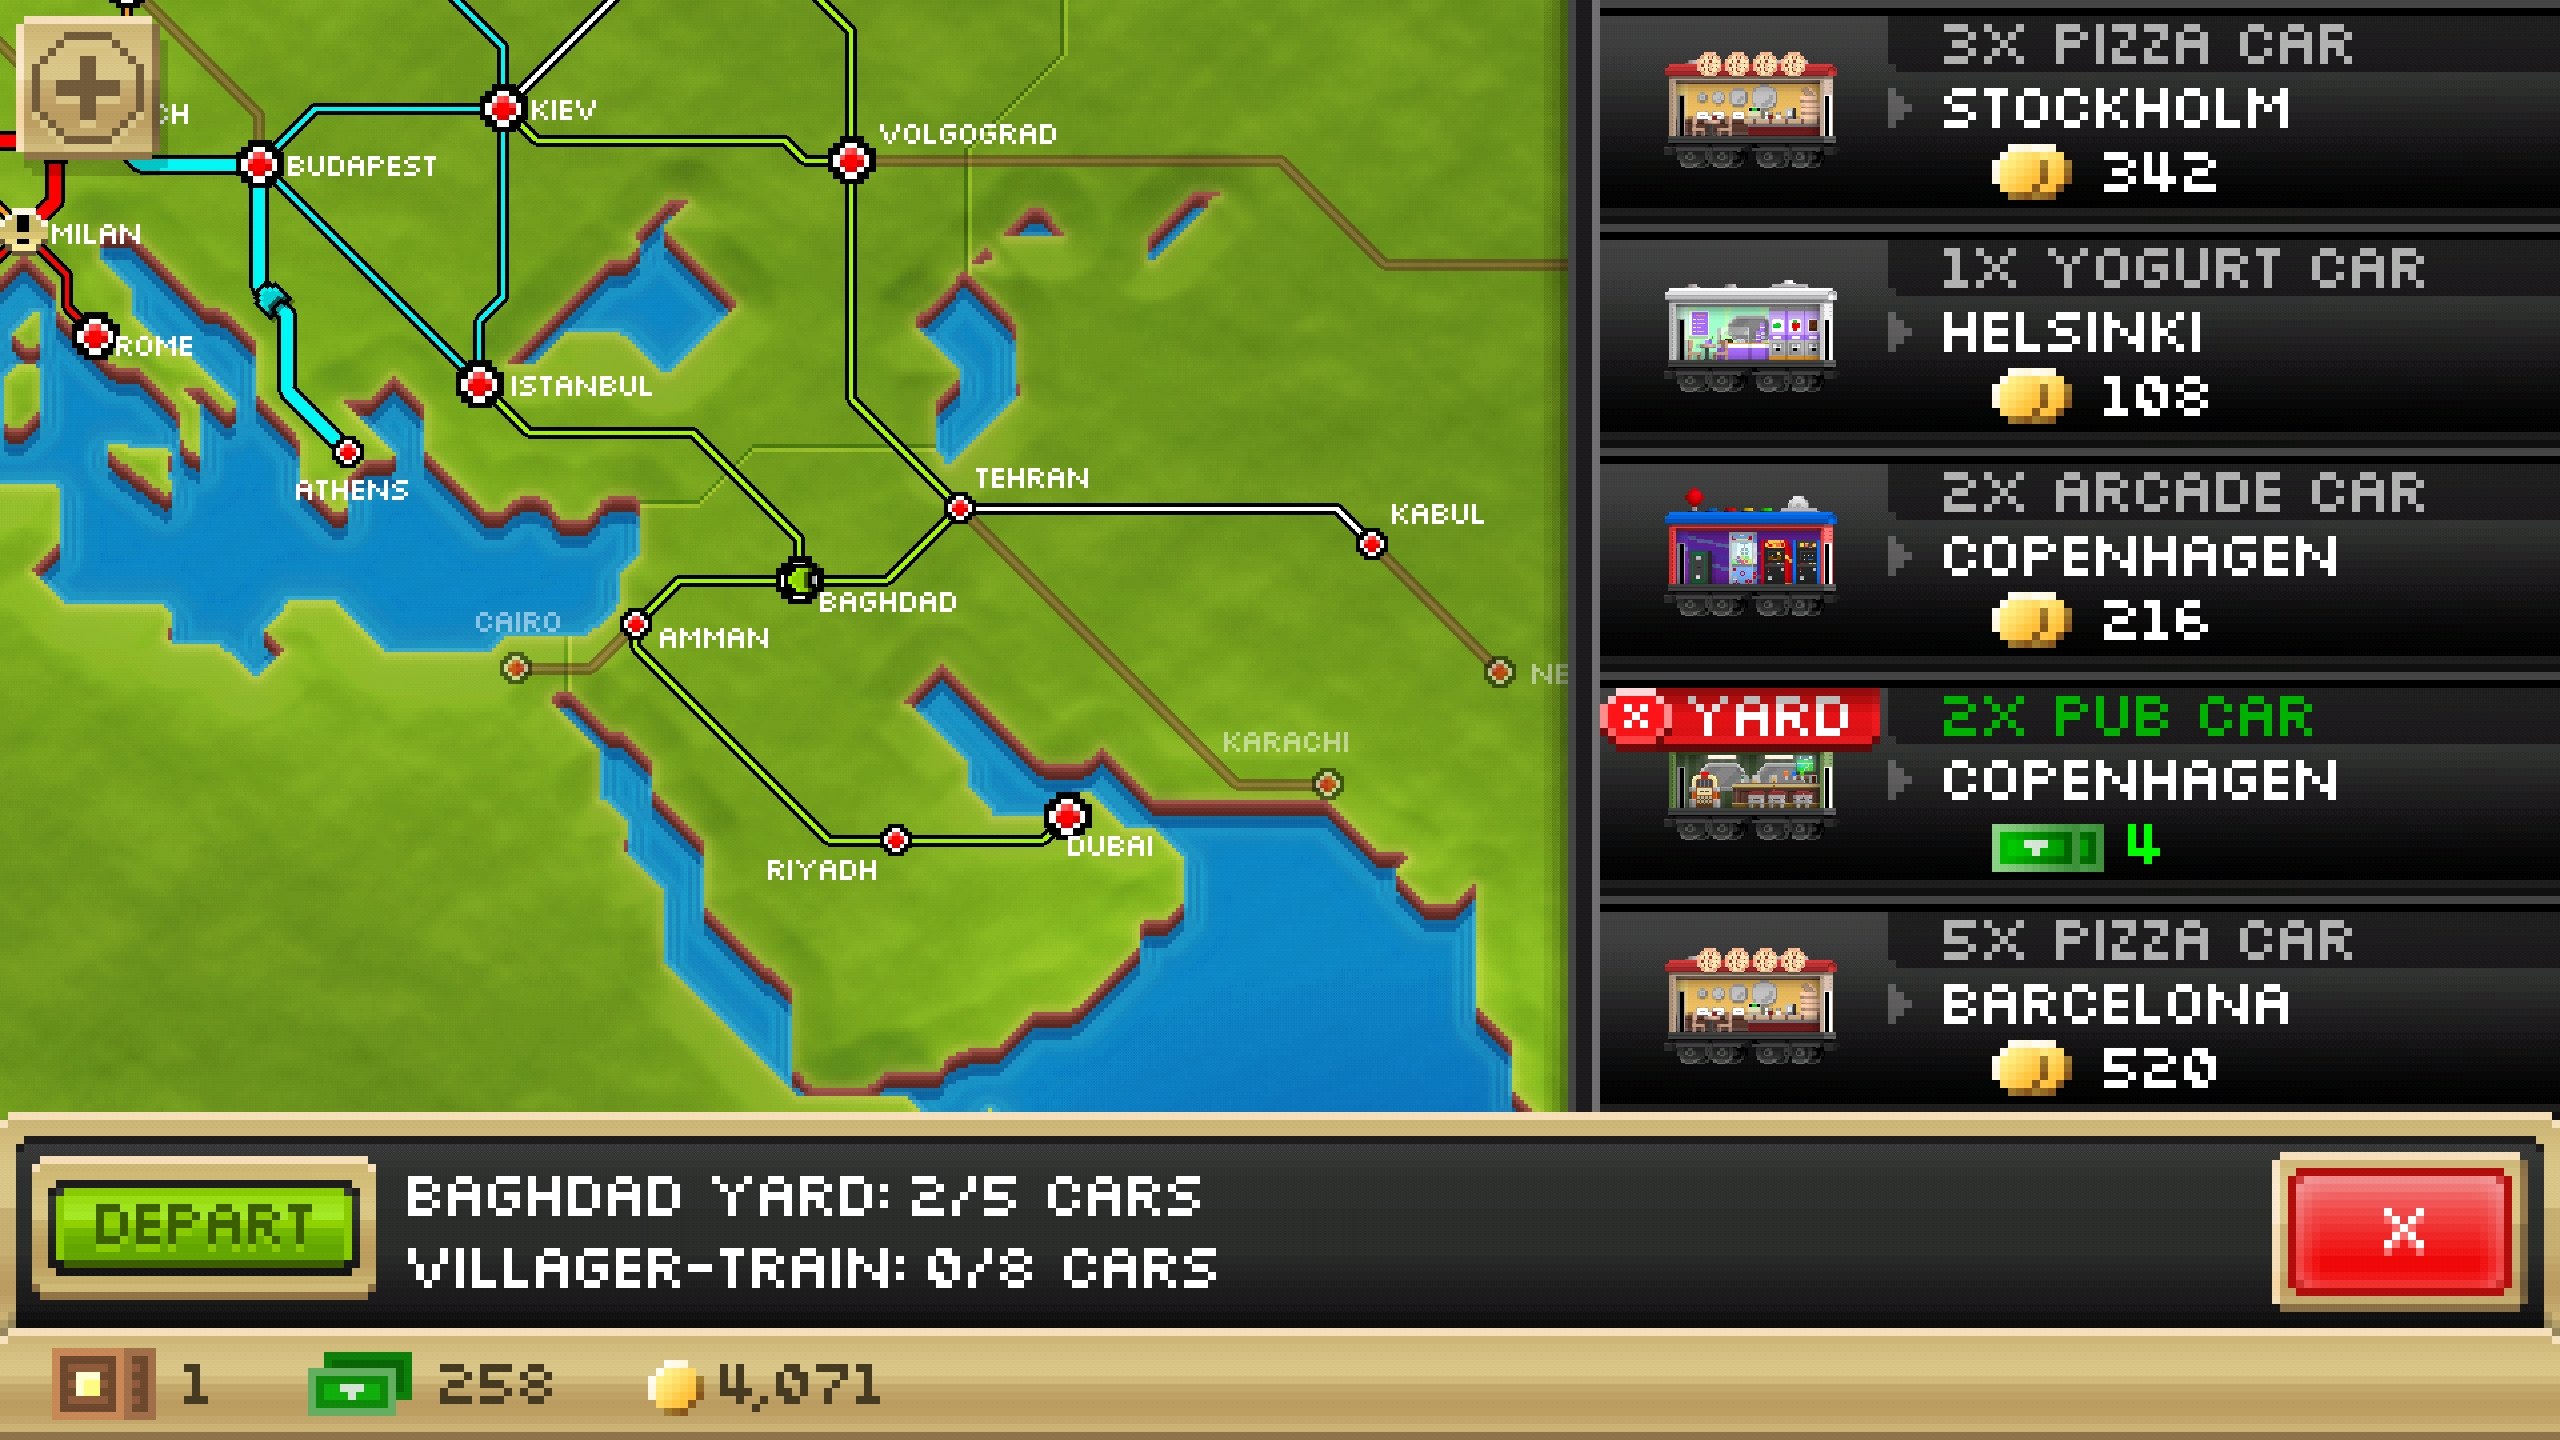 CH
KIEV
VOLGOGRAD
BUDAPEST
MILAN
ROME
ISTANBUL
ATHENS
TEHRAN
KABUL
BAGHDAD
CAIRO
AMMAN
NE
KARACHI
DUBAI
RIYADH
3X PIZZA CAR
STOCKHOLM
342
1X YOGURT CAR
HELSINKI
108
2X ARCADE CAR
COPENHAGEN
216
X YARD
2X PUB CAR
COPENHAGEN
4
5X PIZZA CAR
BARCELONA
520
DEPART
BAGHDAD YARD: 2/5 CARS
VILLAGER-TRAIN: 0/8 CARS
X
1 258 4,071